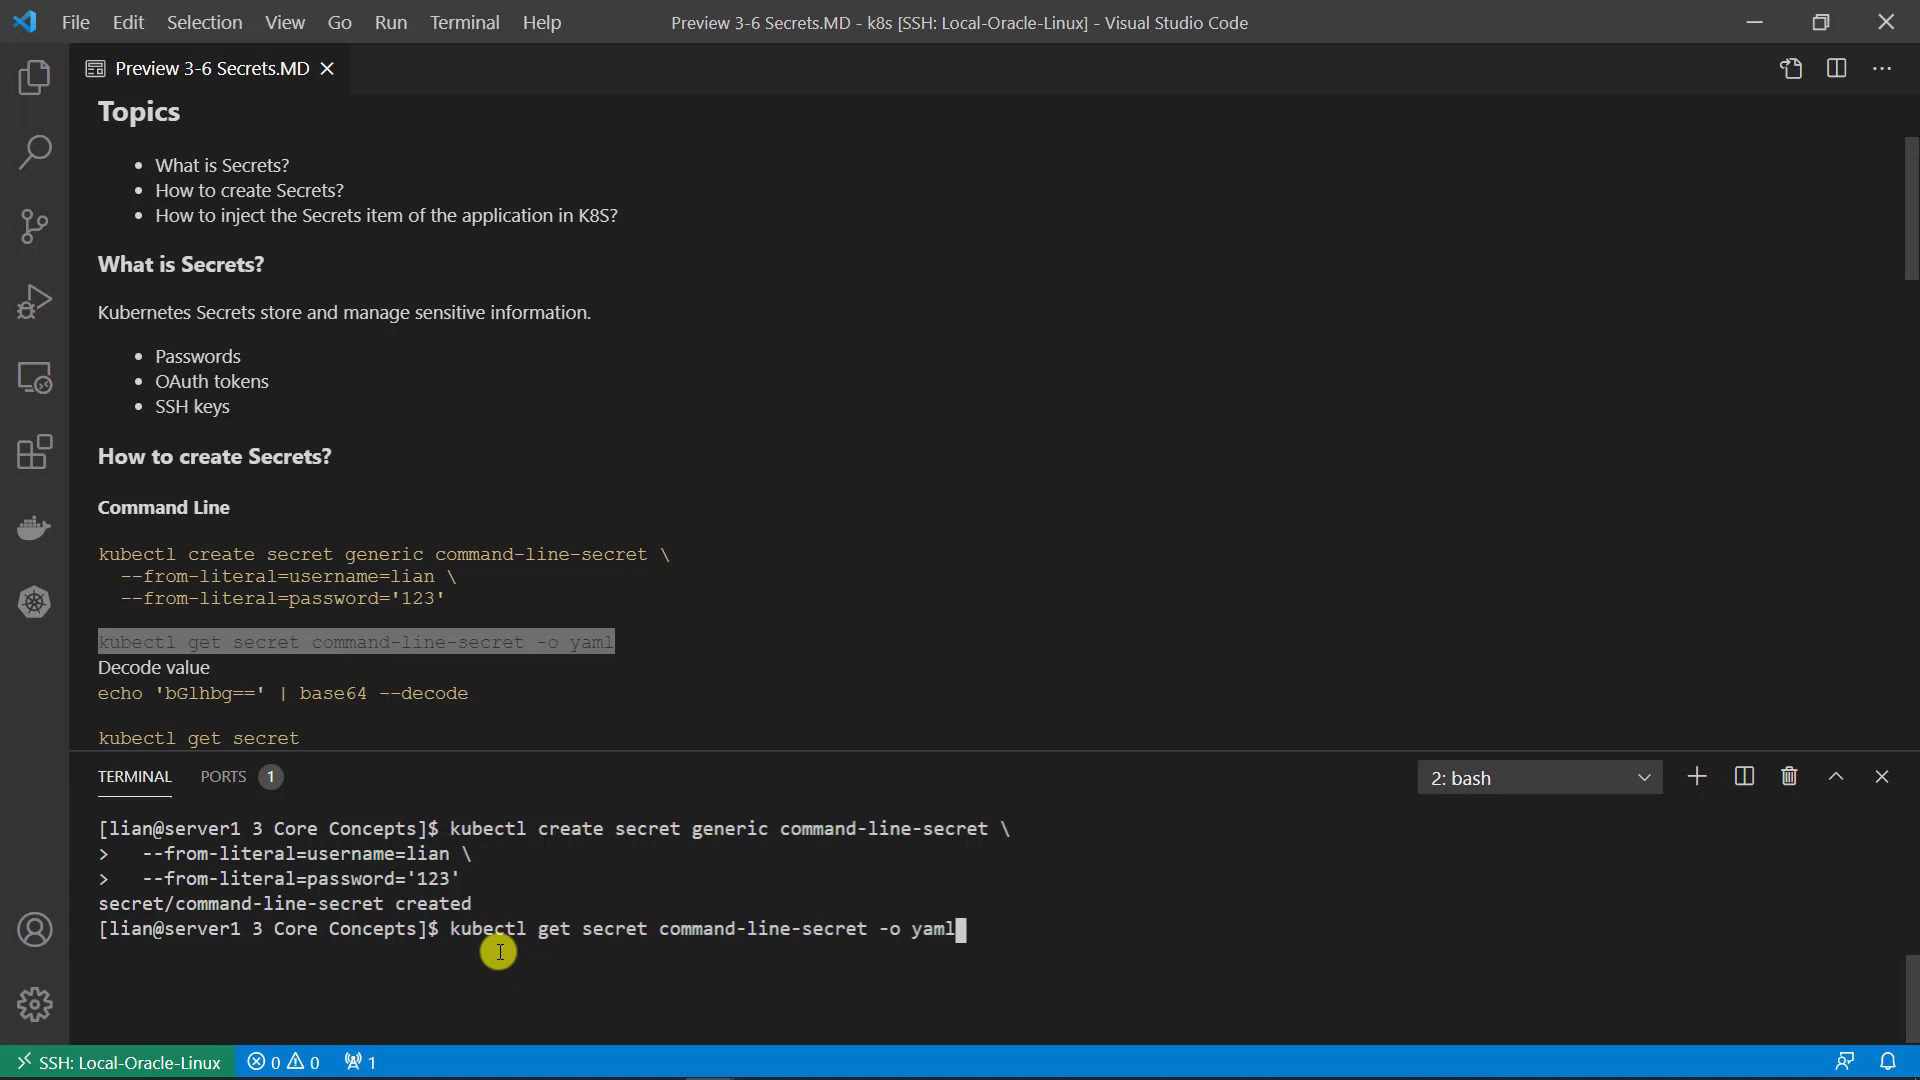 File Edit Selection View Go Run Terminal Help
Preview 3-6 Secrets.MD - k8s [SSH: Local-Oracle-Linux] - Visual Studio Code
Preview 3-6 Secrets.MD
Topics
• What is Secrets?
• How to create Secrets?
• How to inject the Secrets item of the application in K8S?
What is Secrets?
Kubernetes Secrets store and manage sensitive information.
• Passwords
• OAuth tokens
• SSH keys
How to create Secrets?
Command Line
kubectl create secret generic command-line-secret \
--from-literal=username=lian \
--from-literal=password='123'
kubectl get secret command-line-secret -o yaml
Decode value
echo 'bGlhbg==' | base64 --decode
kubectl get secret
TERMINAL PORTS 1
2: bash
[lian@server1 3 Core Concepts]$ kubectl create secret generic command-line-secret \
>   --from-literal=username=lian \
>   --from-literal=password='123'
secret/command-line-secret created
[lian@server1 3 Core Concepts]$ kubectl get secret command-line-secret -o yaml
SSH: Local-Oracle-Linux 0 0 1